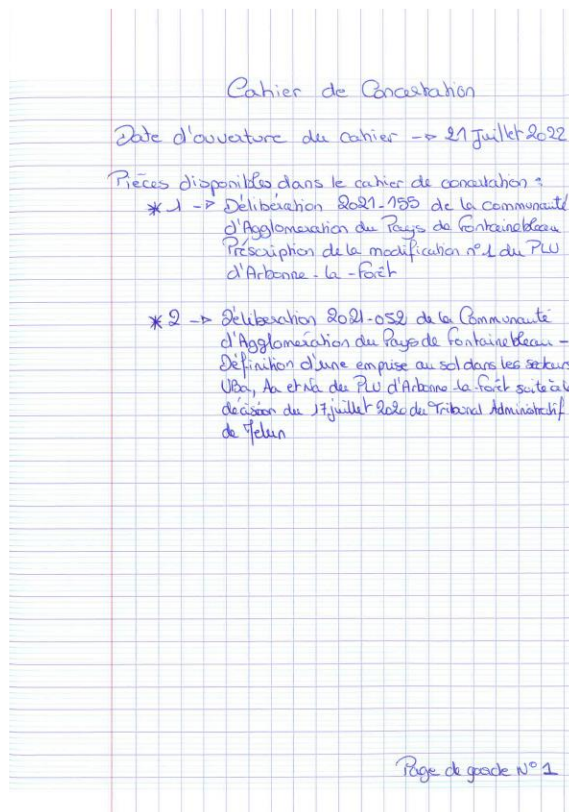 Cahier de Concertation
Date d'ouverture du cahier -> 21 Juillet 2022
Pièces disponibles dans le cahier de concertation :
* 1 -> Délibération 2021-155 de la communauté
d'Agglomération du Pays de Fontainebleau
Préscription de la modification n°1 du PLU
d'Arbonne-la-Forêt
* 2 -> Déliberation 2021-052 de la Communauté
d'Agglomération du Pays de Fontainebleau -
Définition d'une emprise au sol dans les secteurs
UBa, Aa et Na du PLU d'Arbonne-la-Forêt suite à la
décision du 17 juillet 2020 du Tribunal Administratif
de Melun
Page de garde N° 1